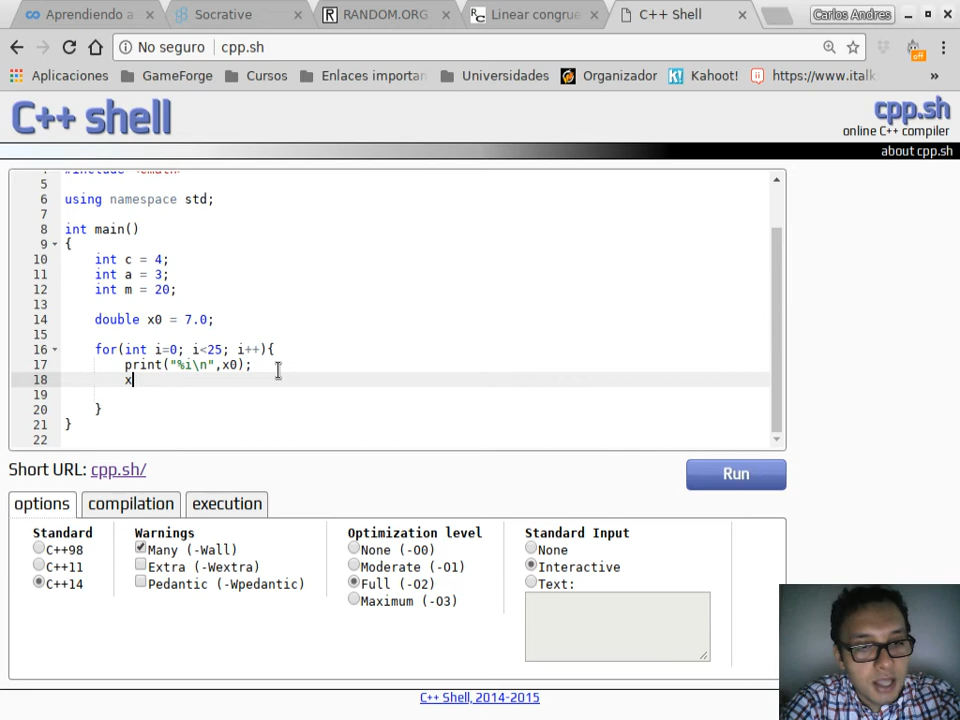 Aprendiendo a
Socrative
RANDOM.ORG
Linear congrue
C++ Shell
Carlos Andres
No seguro
cpp.sh
Aplicaciones
GameForge
Cursos
Enlaces importan
Universidades
Organizador
Kahoot!
https://www.italk
»
off
C++ shell
cpp.sh
online C++ compiler
about cpp.sh
5
6 using namespace std;
7
8 int main()
9 {
10 int c = 4;
11 int a = 3;
12 int m = 20;
13
14 double x0 = 7.0;
15
16 for(int i=0; i<25; i++){
17 print("%i\n",x0);
18 x
19
20 }
21 }
22
Short URL: cpp.sh/
Run
options
compilation
execution
Standard
C++98
C++11
C++14
Warnings
Many (-Wall)
Extra (-Wextra)
Pedantic (-Wpedantic)
Optimization level
None (-O0)
Moderate (-O1)
Full (-O2)
Maximum (-O3)
Standard Input
None
Interactive
Text:
C++ Shell, 2014-2015